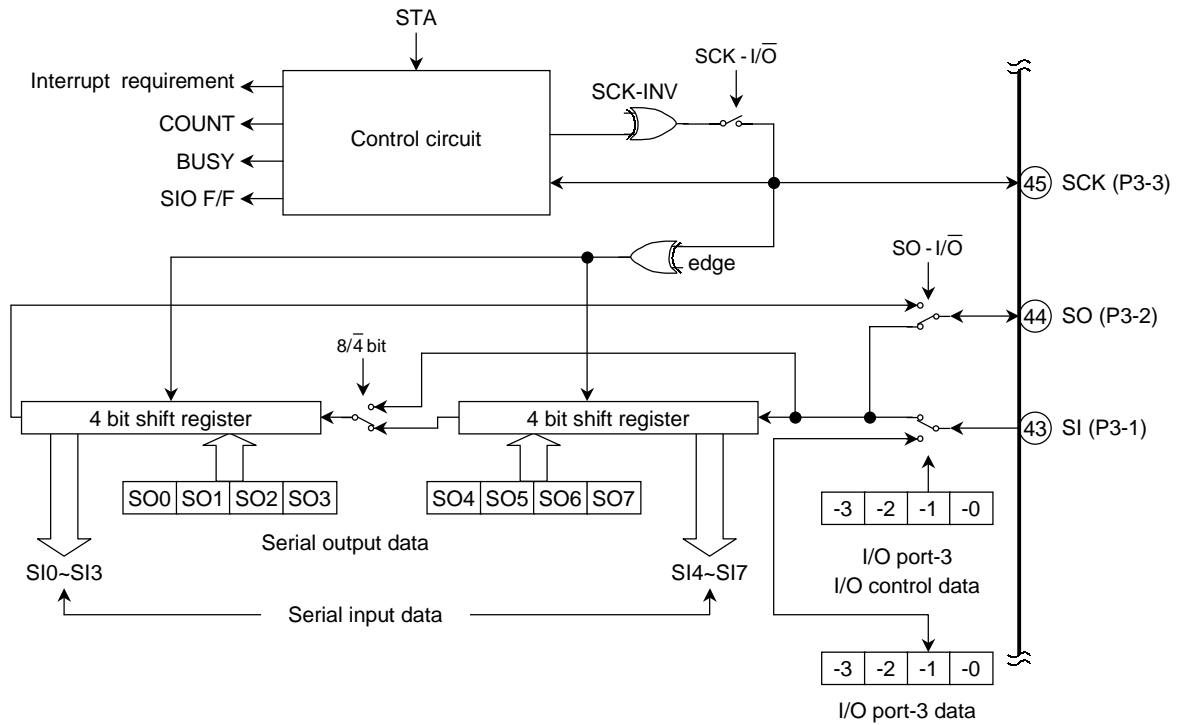 STA
SCK - I/O̅
Interrupt requirement
SCK-INV
COUNT
Control circuit
BUSY
45 SCK (P3-3)
SIO F/F
edge
SO - I/O̅
44 SO (P3-2)
8/4̅ bit
4 bit shift register
4 bit shift register
43 SI (P3-1)
SO0 SO1 SO2 SO3
SO4 SO5 SO6 SO7
-3 -2 -1 -0
Serial output data
I/O port-3
I/O control data
SI0~SI3
SI4~SI7
Serial input data
-3 -2 -1 -0
I/O port-3 data